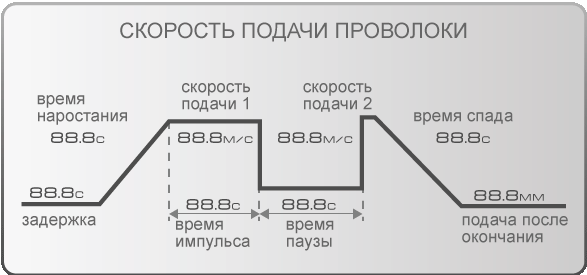 СКОРОСТЬ ПОДАЧИ ПРОВОЛОКИ
время
наростания
88.8с
скорость
подачи 1
88.8м/с
скорость
подачи 2
88.8м/с
время спада
88.8с
88.8с
задержка
88.8с
время
импульса
88.8с
время
паузы
88.8мм
подача после
окончания